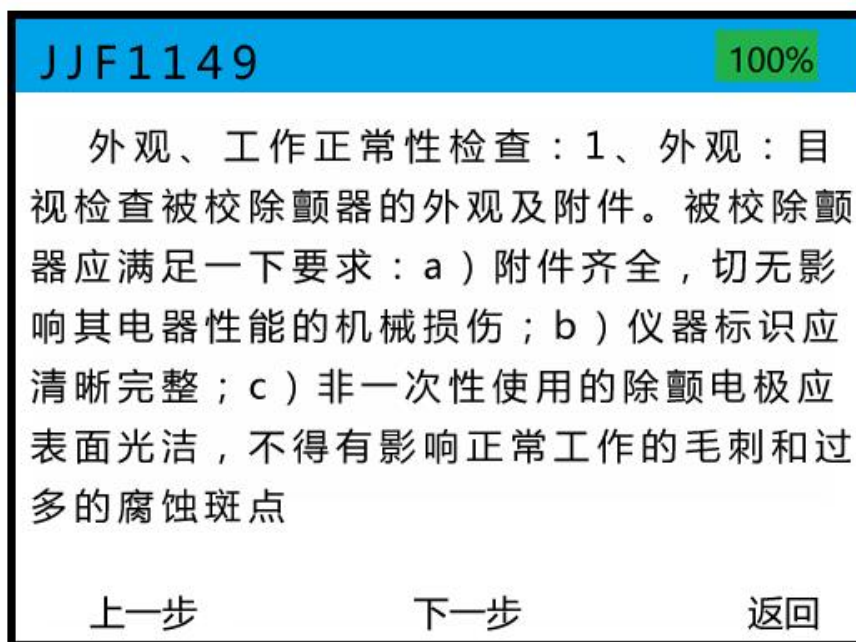 JJF1149
100%
外观、工作正常性检查：1、外观：目
视检查被校除颤器的外观及附件。被校除颤
器应满足一下要求：a）附件齐全，切无影
响其电器性能的机械损伤；b）仪器标识应
清晰完整；c）非一次性使用的除颤电极应
表面光洁，不得有影响正常工作的毛刺和过
多的腐蚀斑点
上一步
下一步
返回